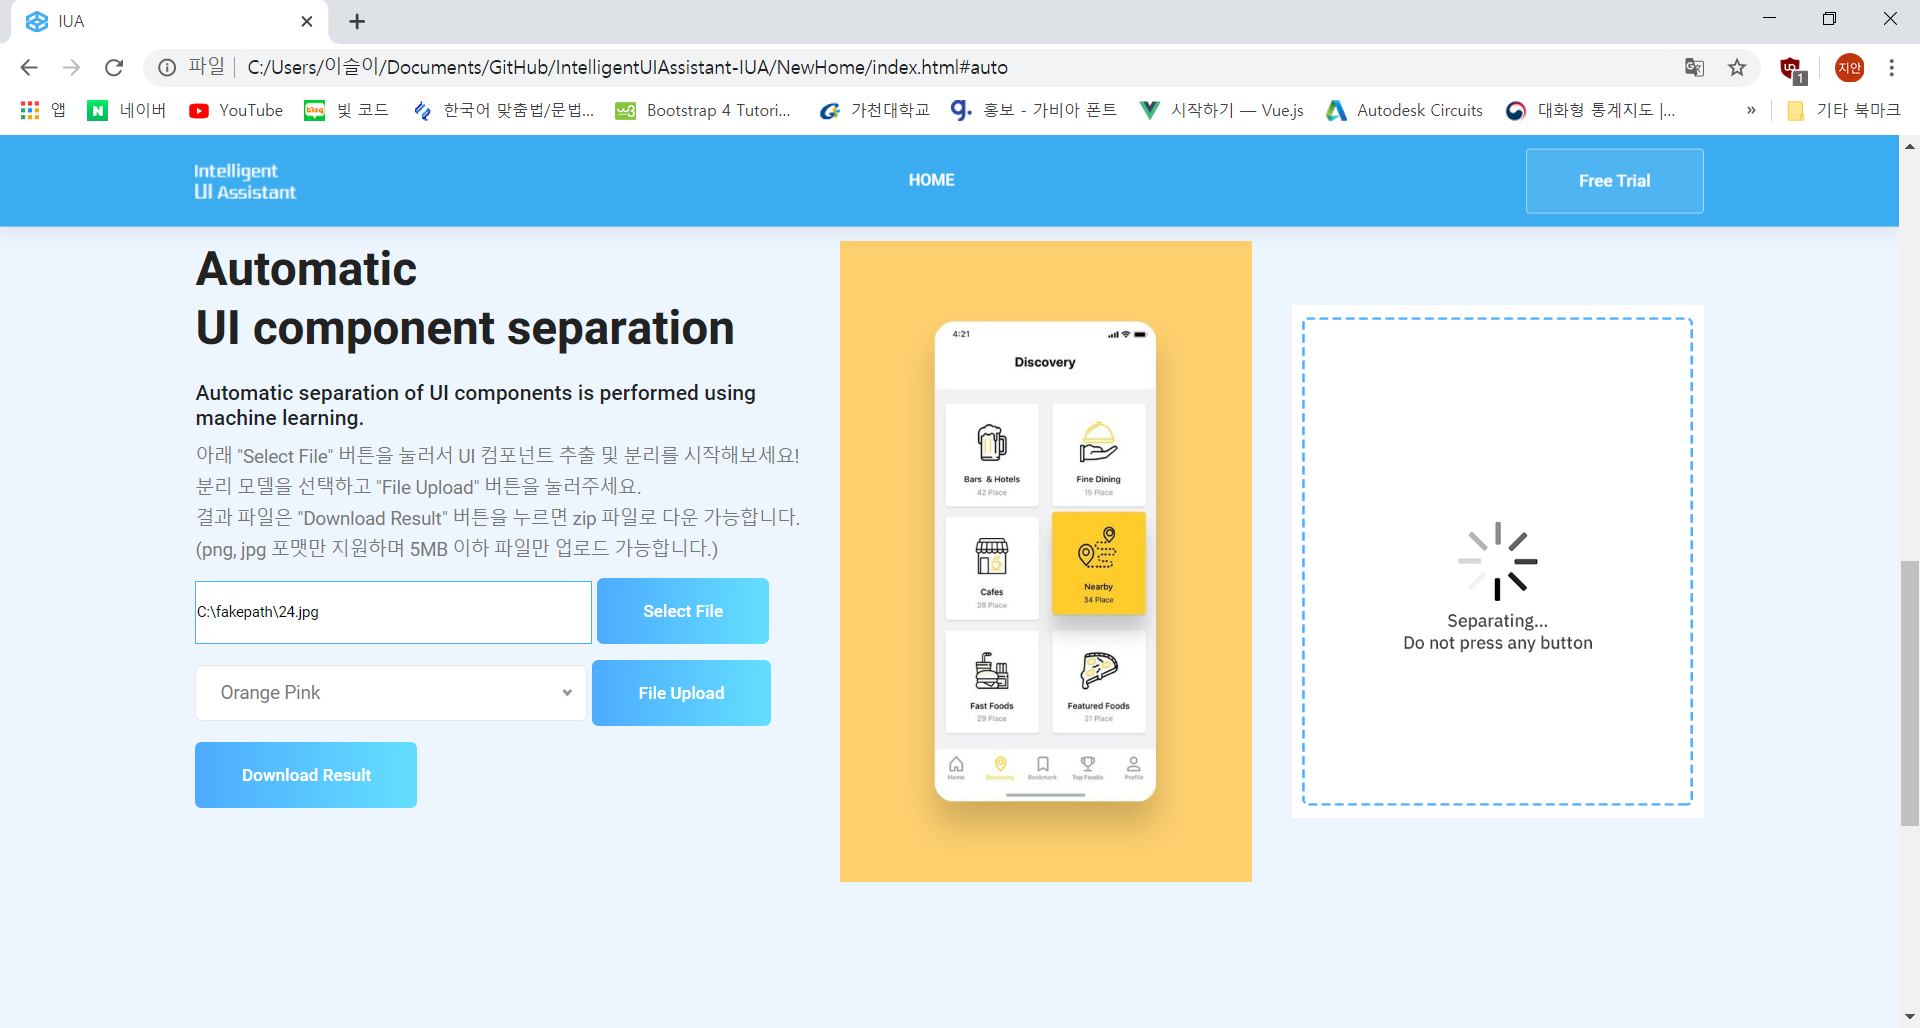 IUA
파일
C:/Users/이슬이/Documents/GitHub/IntelligentUIAssistant-IUA/NewHome/index.html#auto
1
지안
앱
네이버
YouTube
빛 코드
한국어 맞춤법/문법...
Bootstrap 4 Tutori...
가천대학교
홍보 - 가비아 폰트
시작하기 — Vue.js
Autodesk Circuits
대화형 통계지도 |...
»
기타 북마크
Intelligent
UI Assistant
HOME
Free Trial
Automatic
UI component separation
Automatic separation of UI components is performed using
machine learning.
아래 "Select File" 버튼을 눌러서 UI 컴포넌트 추출 및 분리를 시작해보세요!
분리 모델을 선택하고 "File Upload" 버튼을 눌러주세요.
결과 파일은 "Download Result" 버튼을 누르면 zip 파일로 다운 가능합니다.
(png, jpg 포맷만 지원하며 5MB 이하 파일만 업로드 가능합니다.)
C:\fakepath\24.jpg
Select File
Orange Pink
File Upload
Download Result
4:21
Discovery
Bars & Hotels
42 Place
Fine Dining
15 Place
Cafes
28 Place
Nearby
34 Place
Fast Foods
29 Place
Featured Foods
21 Place
Home
Discovery
Bookmark
Top Foodie
Profile
Separating...
Do not press any button